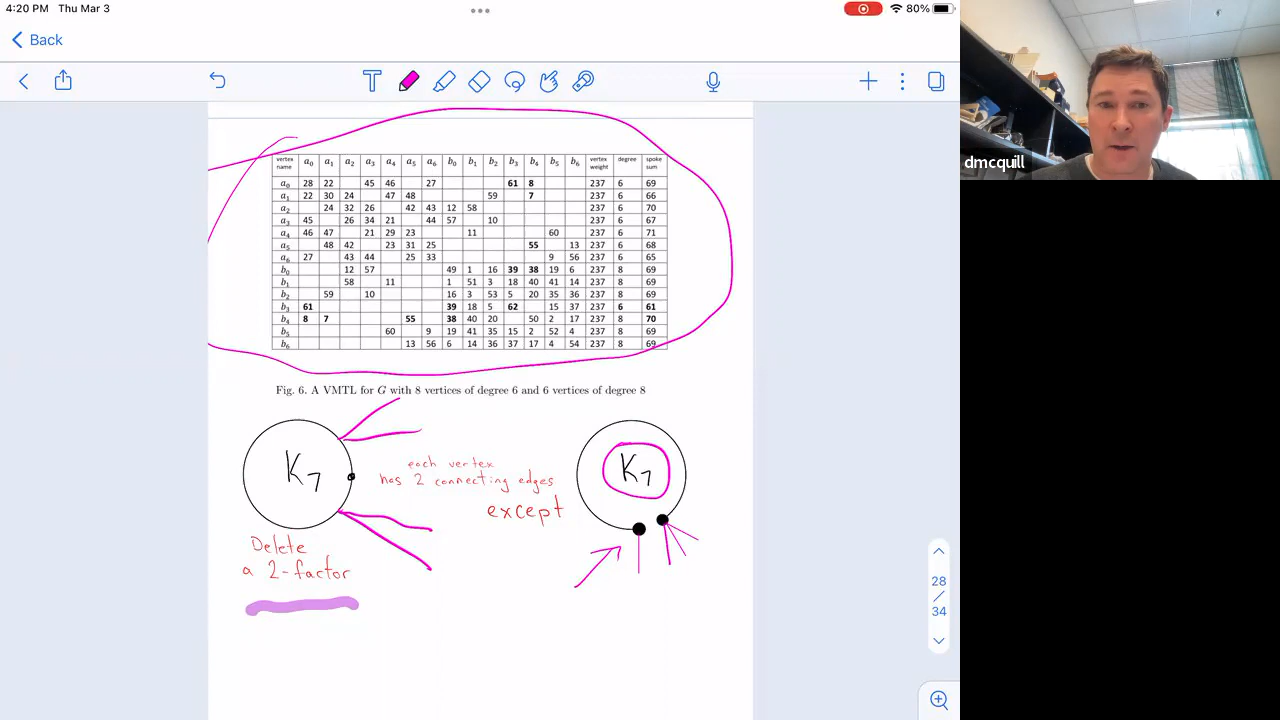 4:20 PM Thu Mar 3
80%
Back
vertex name a0 a1 a2 a3 a4 a5 a6 b0 b1 b2 b3 b4 b5 b6 vertex weight degree spoke sum
a0 28 22 45 46 27 61 8 237 6 69
a1 22 30 24 47 48 59 7 237 6 66
a2 24 32 26 42 43 12 58 237 6 70
a3 45 26 34 21 44 57 10 237 6 67
a4 46 47 21 29 23 11 60 237 6 71
a5 48 42 23 31 25 55 13 237 6 68
a6 27 43 44 25 33 9 56 237 6 65
b0 12 57 49 1 16 39 38 19 6 237 8 69
b1 58 11 1 51 3 18 40 41 14 237 8 69
b2 59 10 16 3 53 5 20 35 36 237 8 69
b3 61 39 18 5 62 15 37 237 6 61
b4 8 7 55 38 40 20 50 2 17 237 8 70
b5 60 9 19 41 35 15 2 52 4 237 8 69
b6 13 56 6 14 36 37 17 4 54 237 8 69
Fig. 6. A VMTL for G with 8 vertices of degree 6 and 6 vertices of degree 8
K7
each vertex
has 2 connecting edges
except
K7
Delete
a 2-factor
28
/
34
dmcquill